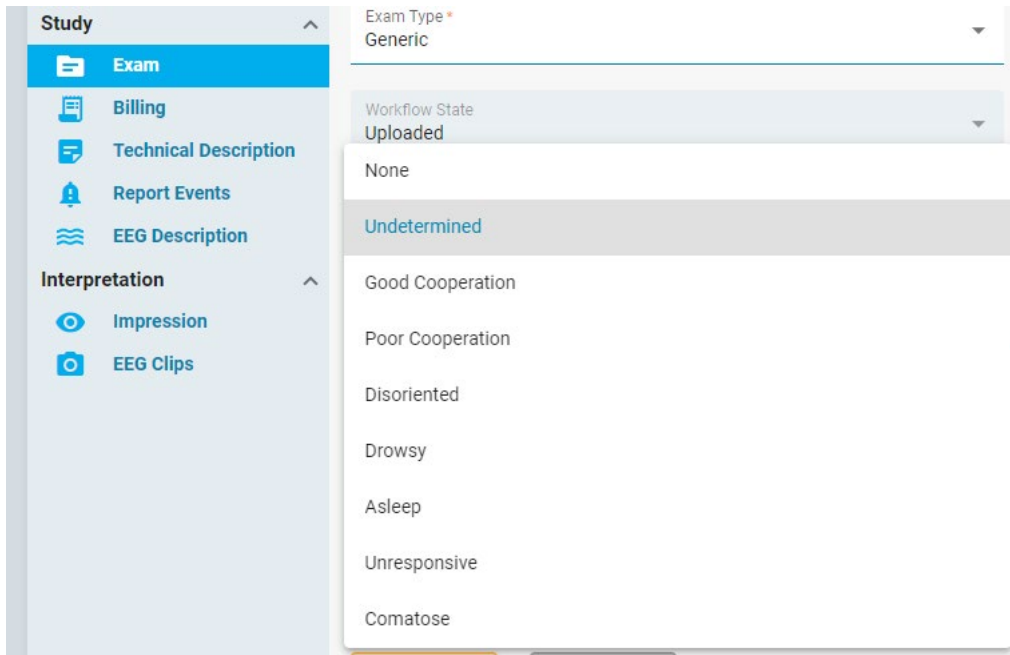 Study
Exam
Billing
Technical Description
Report Events
EEG Description
Interpretation
Impression
EEG Clips
Exam Type *
Generic
Workflow State
Uploaded
None
Undetermined
Good Cooperation
Poor Cooperation
Disoriented
Drowsy
Asleep
Unresponsive
Comatose